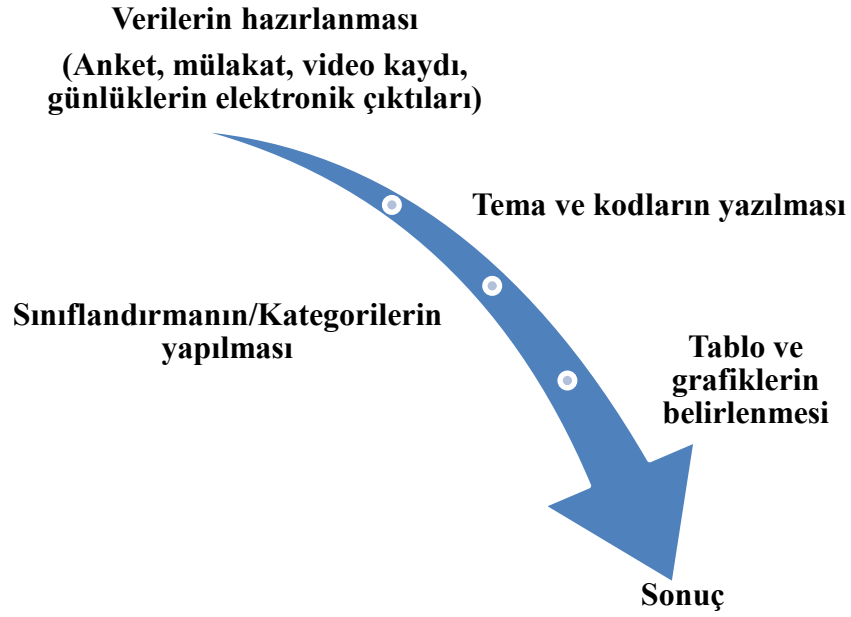 Verilerin hazırlanması
(Anket, mülakat, video kaydı,
günlüklerin elektronik çıktıları)
Tema ve kodların yazılması
Sınıflandırmanın/Kategorilerin
yapılması
Tablo ve
grafiklerin
belirlenmesi
Sonuç